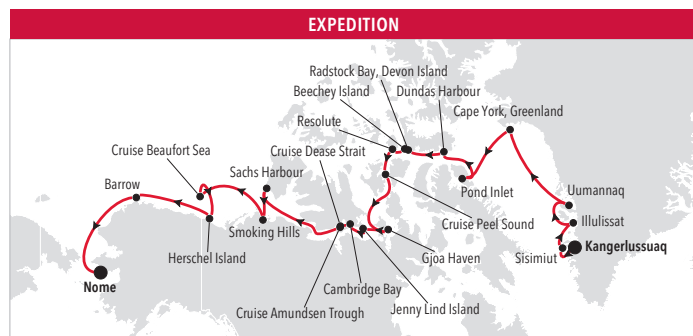 EXPEDITION
Radstock Bay, Devon Island
Beechey Island
Dundas Harbour
Cape York, Greenland
Resolute
Cruise Dease Strait
Cruise Beaufort Sea
Sachs Harbour
Barrow
Pond Inlet
Uumannaq
Illulissat
Cruise Peel Sound
Smoking Hills
Kangerlussuaq
Herschel Island
Gjoa Haven
Sisimiut
Nome
Cambridge Bay
Jenny Lind Island
Cruise Amundsen Trough